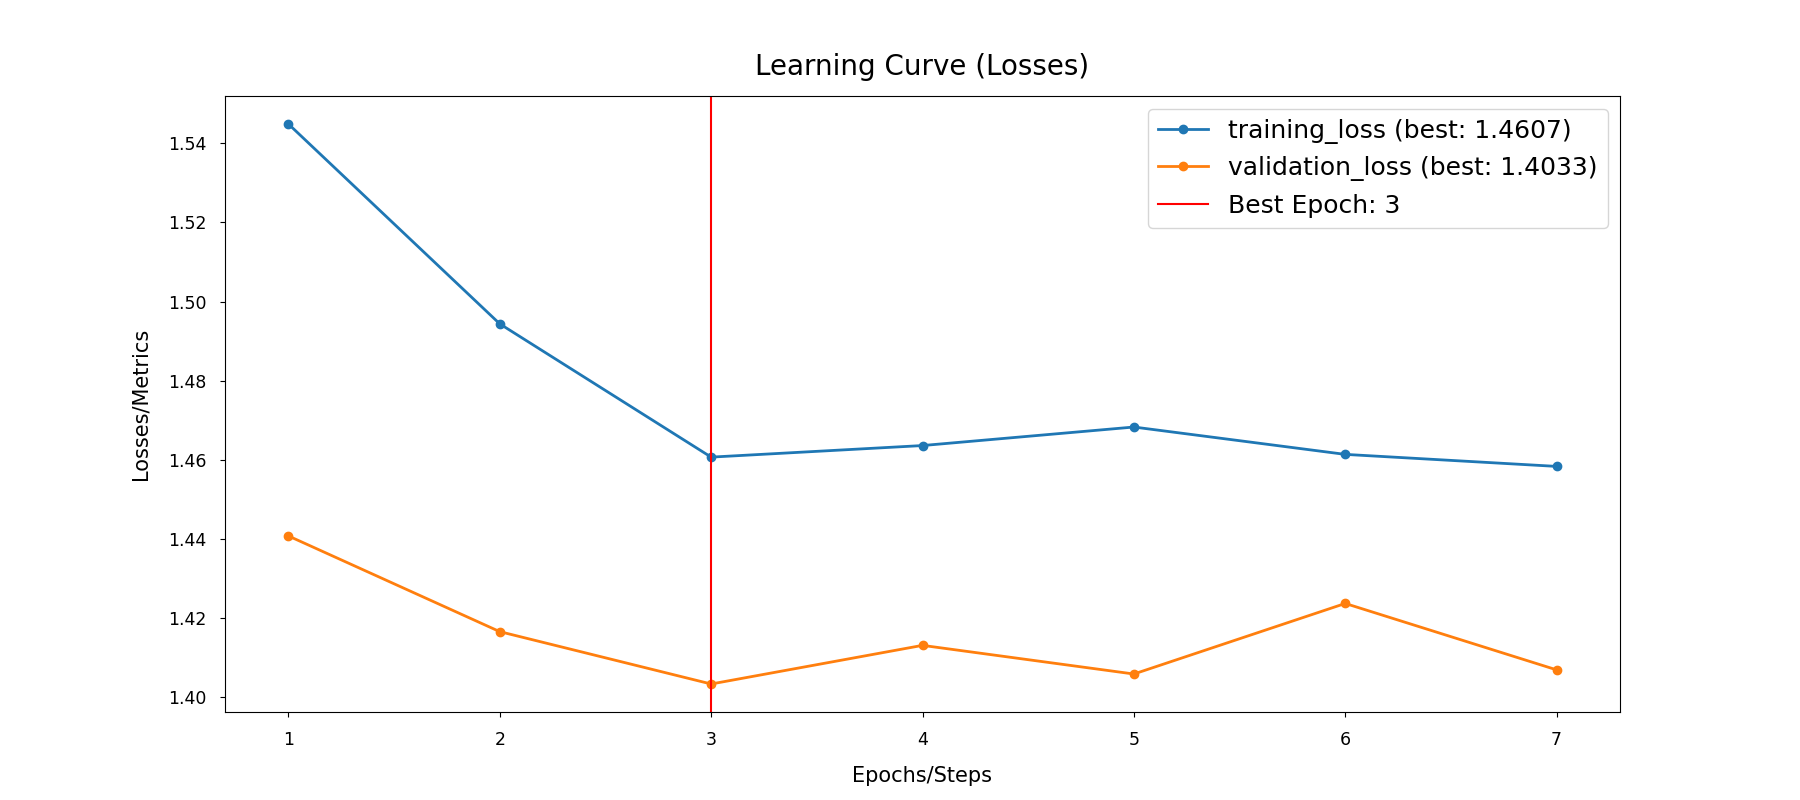 Learning Curve (Losses)
training_loss (best: 1.4607)
validation_loss (best: 1.4033)
Best Epoch: 3
Losses/Metrics
1.54
1.52
1.50
1.48
1.46
1.44
1.42
1.40
1 2 3 4 5 6 7
Epochs/Steps